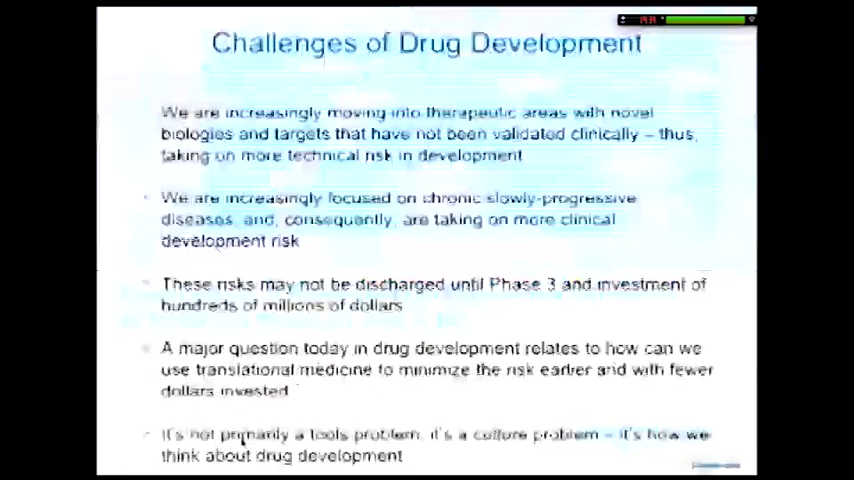 Challenges of Drug Development
We are increasingly moving into therapeutic areas with novel
biologies and targets that have not been validated clinically – thus,
taking on more technical risk in development
We are increasingly focused on chronic slowly-progressive
diseases, and, consequently, are taking on more clinical
development risk
These risks may not be discharged until Phase 3 and investment of
hundreds of millions of dollars
A major question today in drug development relates to how can we
use translational medicine to minimize the risk earlier and with fewer
dollars invested
It's not primarily a tools problem, it's a culture problem – it's how we
think about drug development